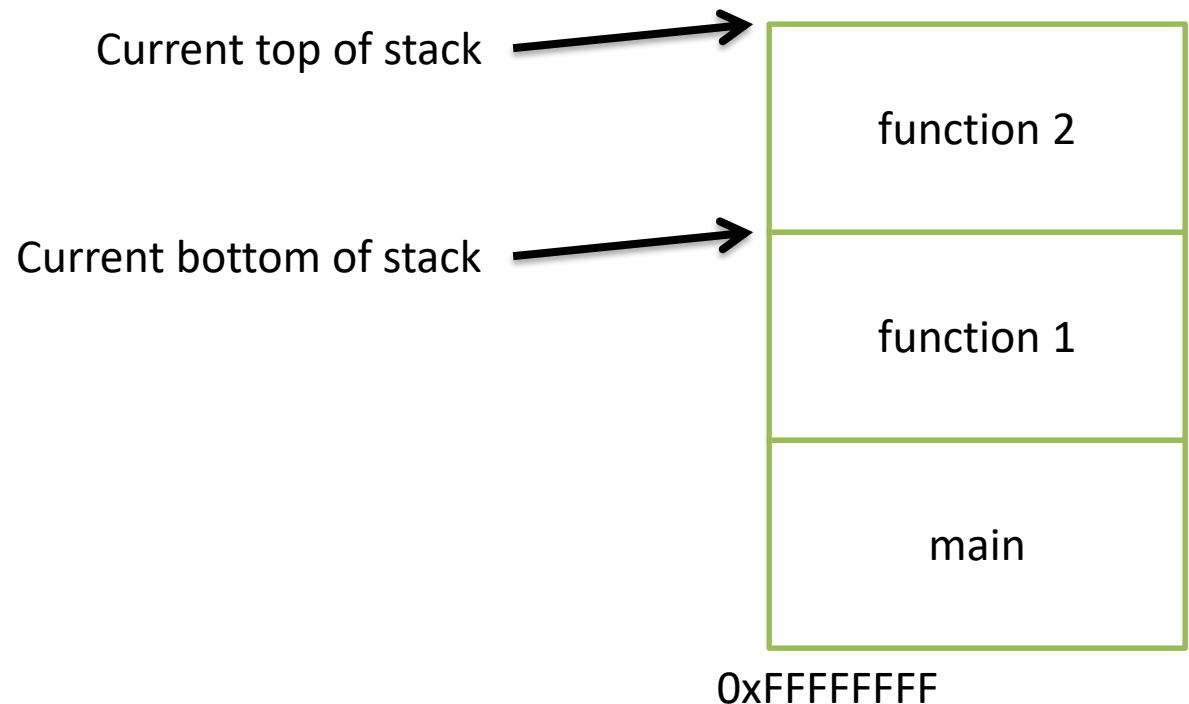 Current top of stack
function 2
Current bottom of stack
function 1
main
0xFFFFFFFF